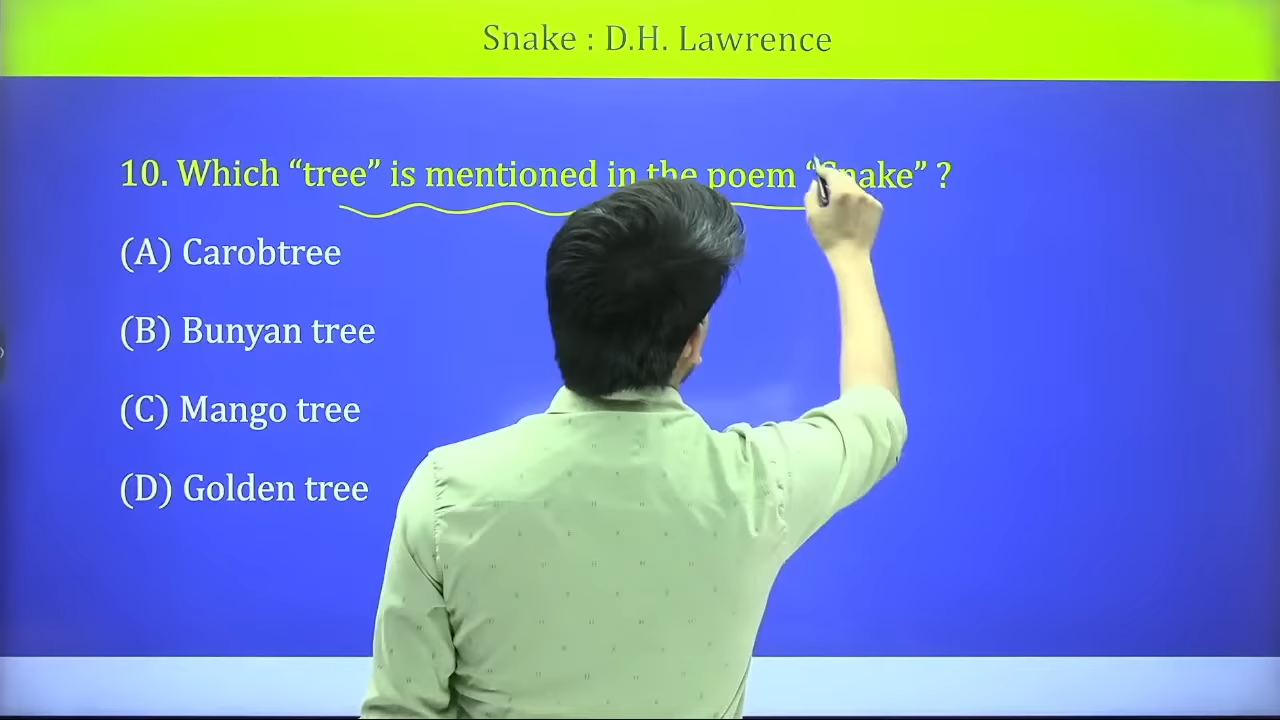 Snake : D.H. Lawrence
10. Which “tree” is mentioned in the poem “Snake” ?
(A) Carobtree
(B) Bunyan tree
(C) Mango tree
(D) Golden tree